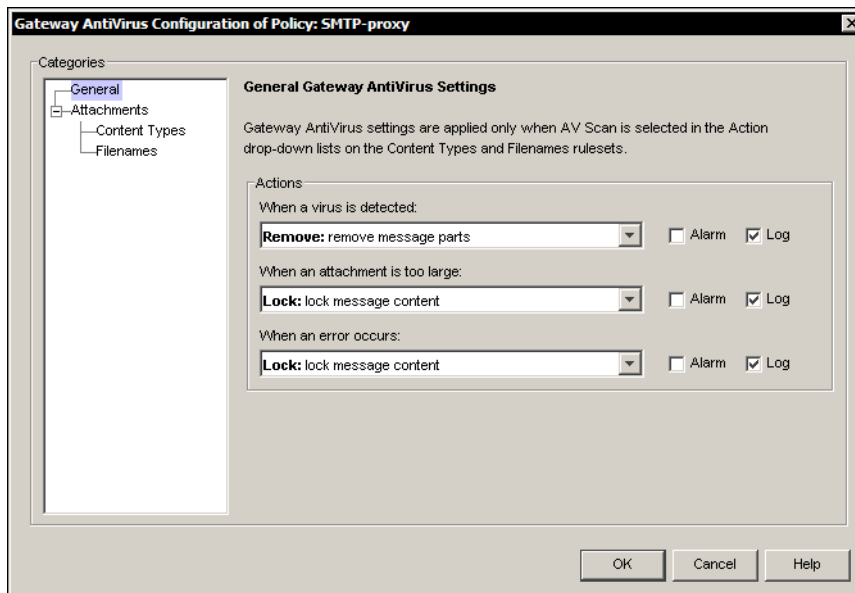 Gateway AntiVirus Configuration of Policy: SMTP-proxy
Categories
General
Attachments
Content Types
Filenames
General Gateway AntiVirus Settings
Gateway AntiVirus settings are applied only when AV Scan is selected in the Action
drop-down lists on the Content Types and Filenames rulesets.
Actions
When a virus is detected:
Remove: remove message parts
Alarm
Log
When an attachment is too large:
Lock: lock message content
Alarm
Log
When an error occurs:
Lock: lock message content
Alarm
Log
OK
Cancel
Help